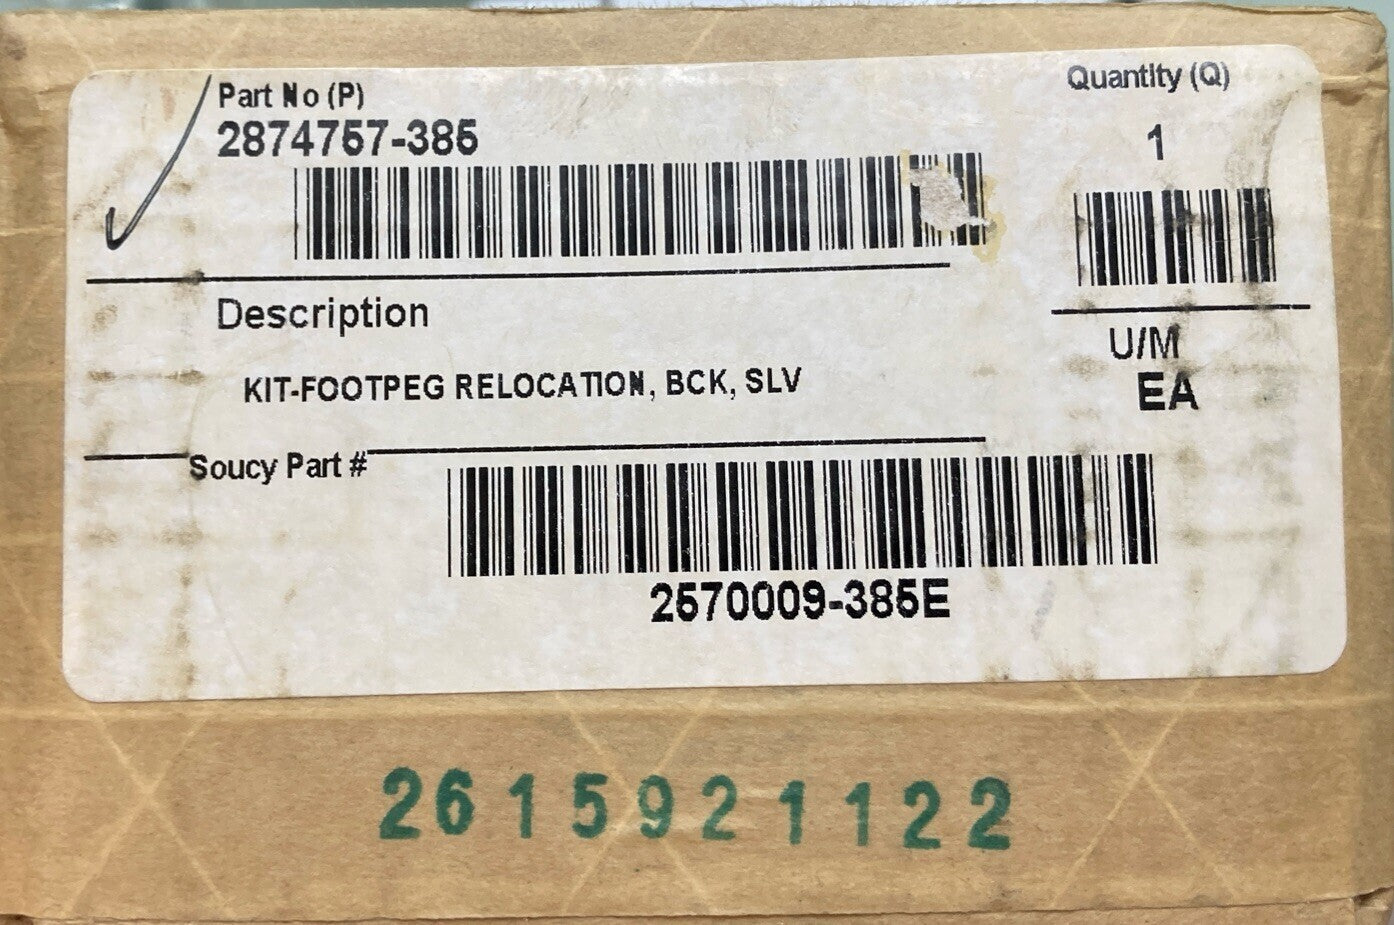 Part No (P)
2874757-385
Quantity (Q)
1
Description
KIT-FOOTPEG RELOCATION, BCK, SLV
U/M
EA
Soucy Part #
2570009-385E
2615921122